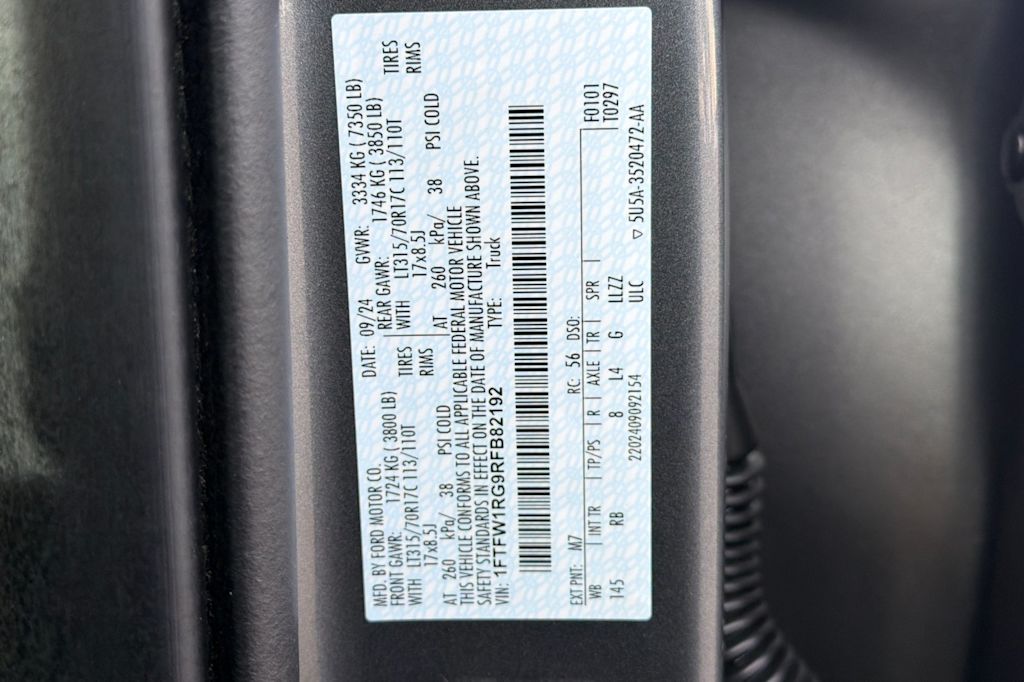 MFD. BY FORD MOTOR CO.
DATE: 09/24 GVWR: 3334 KG ( 7350 LB)
FRONT GAWR: 1724 KG ( 3800 LB) REAR GAWR: 1746 KG ( 3850 LB)
WITH LT315/70R17C 113/110T TIRES WITH LT315/70R17C 113/110T TIRES
17x8.5J RIMS 17x8.5J RIMS
AT 260 kPa/ 38 PSI COLD AT 260 kPa/ 38 PSI COLD
THIS VEHICLE CONFORMS TO ALL APPLICABLE FEDERAL MOTOR VEHICLE
SAFETY STANDARDS IN EFFECT ON THE DATE OF MANUFACTURE SHOWN ABOVE.
VIN: 1FTFW1RG9RFB82192 TYPE: Truck
EXT PNT: M7 RC: 56 DSO: F0101
WB INT TR TP/PS R AXLE TR SPR T0297
145 RB 8 L4 G LLZZ
2202409092154 ULC ▽ 5U5A-3520472-AA